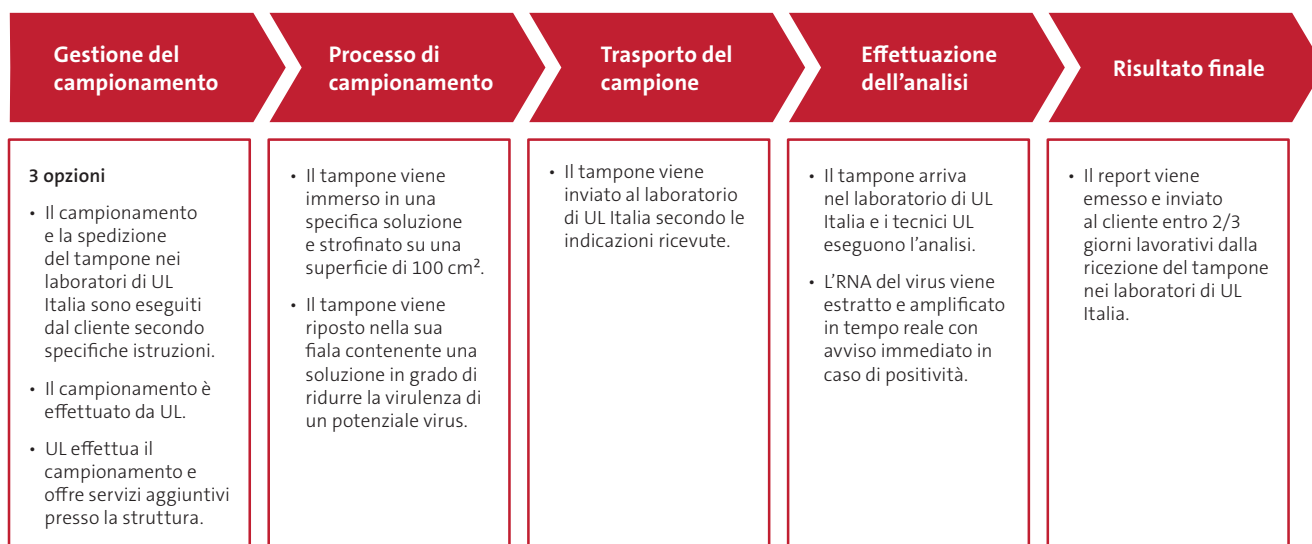 Gestione del
campionamento
Processo di
campionamento
Trasporto del
campione
Effettuazione
dell’analisi
Risultato finale
3 opzioni
• Il campionamento
e la spedizione
del tampone nei
laboratori di UL
Italia sono eseguiti
dal cliente secondo
specifiche istruzioni.
• Il campionamento è
effettuato da UL.
• UL effettua il
campionamento e
offre servizi aggiuntivi
presso la struttura.
• Il tampone viene
immerso in una
specifica soluzione
e strofinato su una
superficie di 100 cm².
• Il tampone viene
riposto nella sua
fiala contenente una
soluzione in grado di
ridurre la virulenza di
un potenziale virus.
• Il tampone viene
inviato al laboratorio
di UL Italia secondo le
indicazioni ricevute.
• Il tampone arriva
nel laboratorio di UL
Italia e i tecnici UL
eseguono l’analisi.
• L’RNA del virus viene
estratto e amplificato
in tempo reale con
avviso immediato in
caso di positività.
• Il report viene
emesso e inviato
al cliente entro 2/3
giorni lavorativi dalla
ricezione del tampone
nei laboratori di UL
Italia.